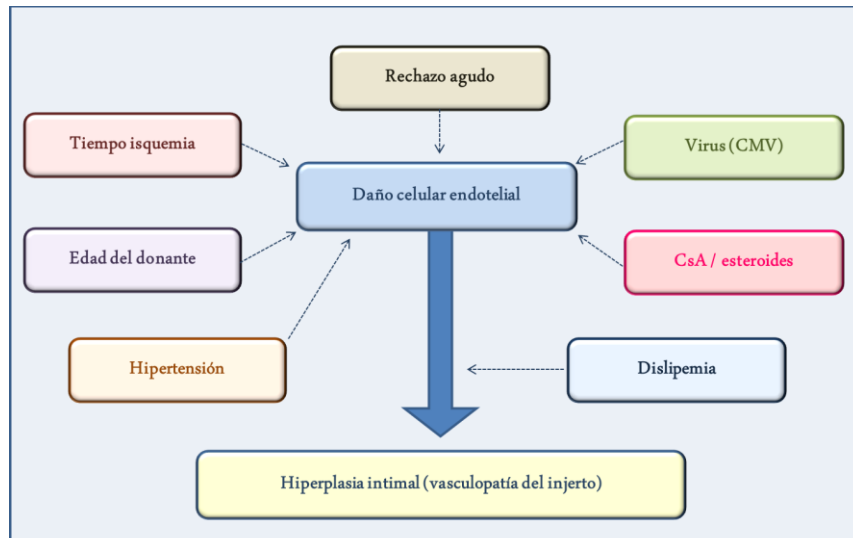 Rechazo agudo
Tiempo isquemia
Virus (CMV)
Daño celular endotelial
Edad del donante
CsA / esteroides
Hipertensión
Dislipemia
Hiperplasia intimal (vasculopatía del injerto)